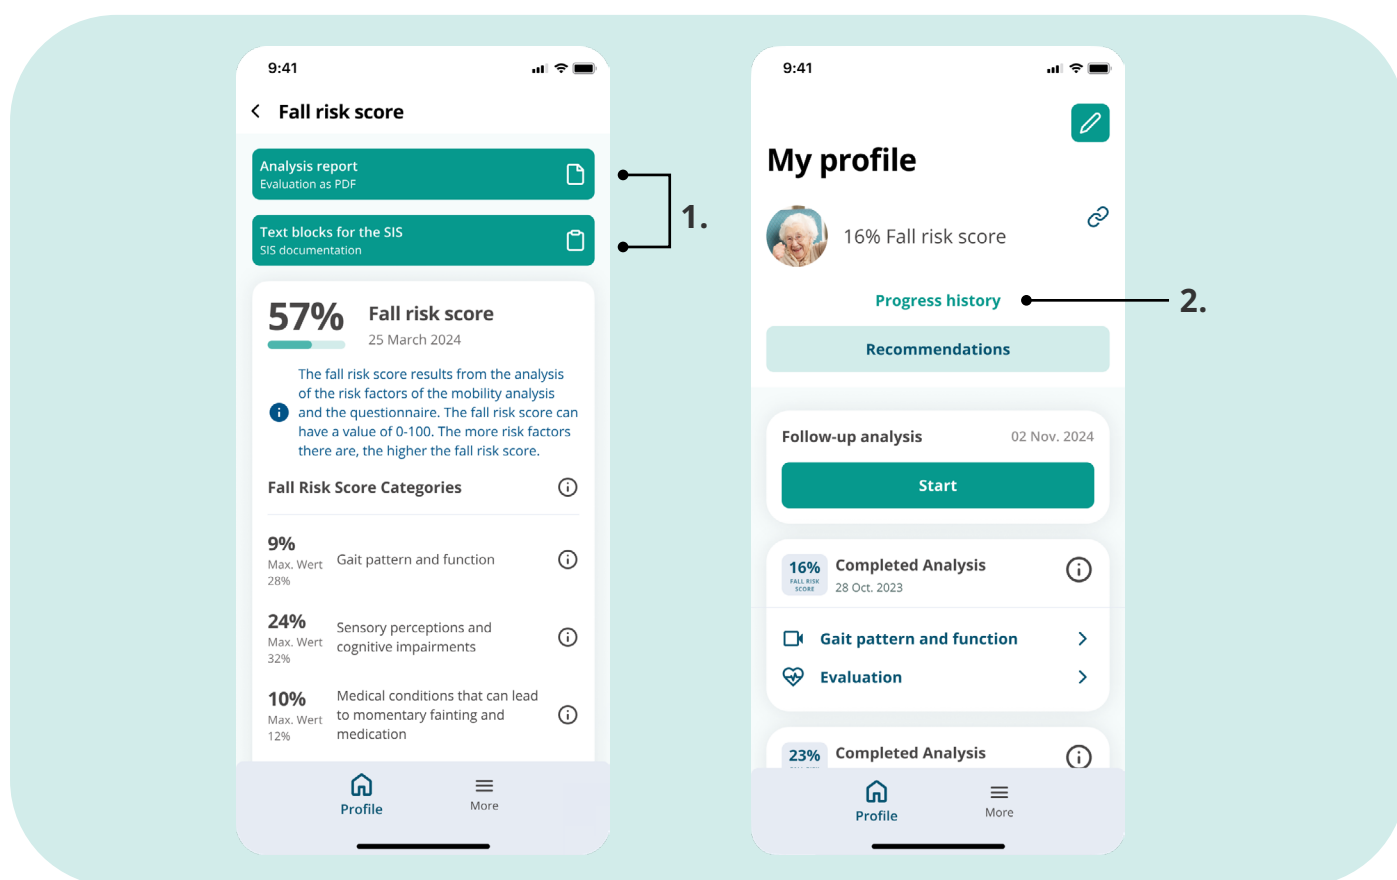 9:41
Fall risk score
Analysis report
Evaluation as PDF
Text blocks for the SIS
SIS documentation
57%
Fall risk score
25 March 2024
The fall risk score results from the analysis
of the risk factors of the mobility analysis
and the questionnaire. The fall risk score can
have a value of 0-100. The more risk factors
there are, the higher the fall risk score.
Fall Risk Score Categories
9%
Max. Wert
28%
Gait pattern and function
24%
Max. Wert
32%
Sensory perceptions and
cognitive impairments
10%
Max. Wert
12%
Medical conditions that can lead
to momentary fainting and
medication
Profile
More
1.
9:41
My profile
16% Fall risk score
Progress history
2.
Recommendations
Follow-up analysis
02 Nov. 2024
Start
16%
FALL RISK
SCORE
Completed Analysis
28 Oct. 2023
Gait pattern and function
Evaluation
23%
Completed Analysis
Profile
More